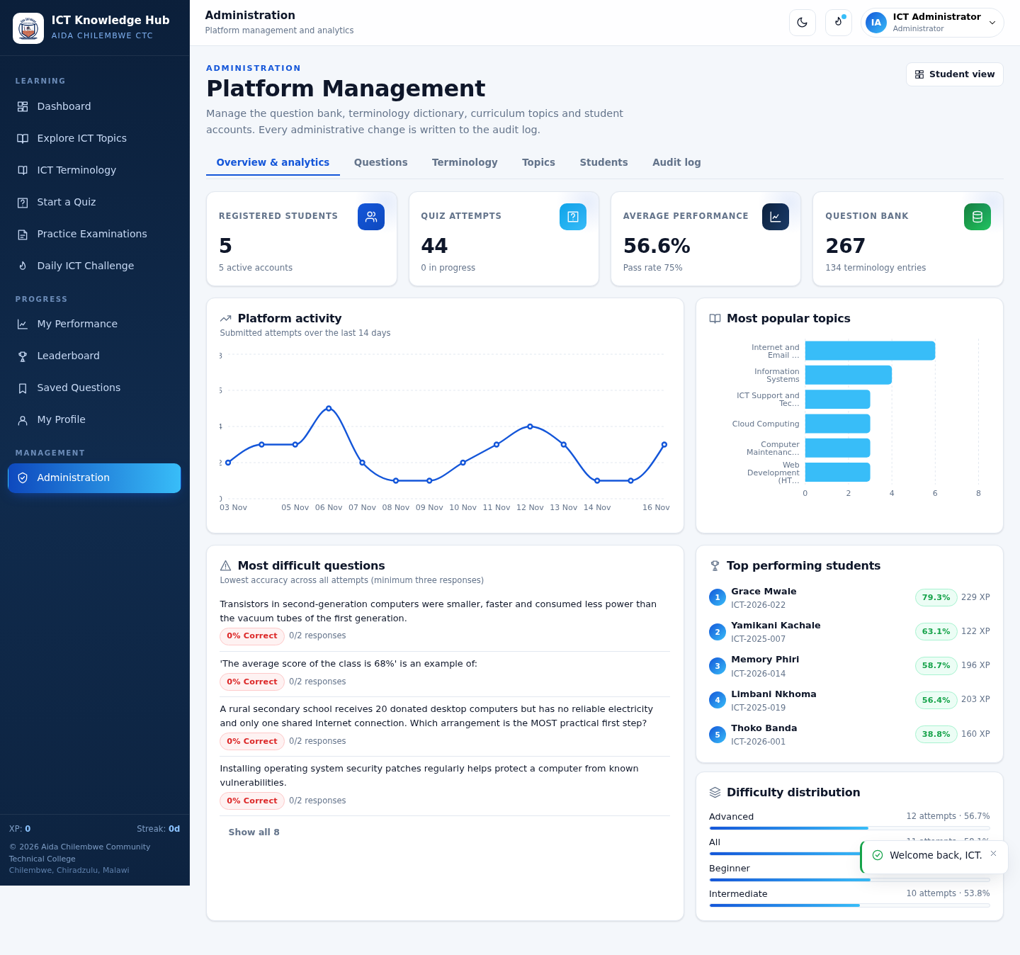 ICT Knowledge Hub
AIDA CHILEMBWE CTC
LEARNING
Dashboard
Explore ICT Topics
ICT Terminology
Start a Quiz
Practice Examinations
Daily ICT Challenge
PROGRESS
My Performance
Leaderboard
Saved Questions
My Profile
MANAGEMENT
Administration
XP: 0 Streak: 0d
© 2026 Aida Chilembwe Community
Technical College
Chilembwe, Chiradzulu, Malawi
Administration
Platform management and analytics
IA
ICT Administrator
Administrator
ADMINISTRATION
Platform Management
Manage the question bank, terminology dictionary, curriculum topics and student
accounts. Every administrative change is written to the audit log.
Student view
Overview & analytics Questions Terminology Topics Students Audit log
REGISTERED STUDENTS
5
5 active accounts
QUIZ ATTEMPTS
44
0 in progress
AVERAGE PERFORMANCE
56.6%
Pass rate 75%
QUESTION BANK
267
134 terminology entries
Platform activity
Submitted attempts over the last 14 days
8
6
4
2
0
03 Nov 05 Nov 06 Nov 07 Nov 08 Nov 09 Nov 10 Nov 11 Nov 12 Nov 13 Nov 14 Nov 16 Nov
Most popular topics
Internet and
Email ...
Information
Systems
ICT Support and
Tec...
Cloud Computing
Computer
Maintenanc...
Web
Development
(HT...
0 2 4 6 8
Most difficult questions
Lowest accuracy across all attempts (minimum three responses)
Transistors in second-generation computers were smaller, faster and consumed less power than
the vacuum tubes of the first generation.
0% Correct 0/2 responses
'The average score of the class is 68%' is an example of:
0% Correct 0/2 responses
A rural secondary school receives 20 donated desktop computers but has no reliable electricity
and only one shared Internet connection. Which arrangement is the MOST practical first step?
0% Correct 0/2 responses
Installing operating system security patches regularly helps protect a computer from known
vulnerabilities.
0% Correct 0/2 responses
Show all 8
Top performing students
1 Grace Mwale 79.3% 229 XP
ICT-2026-022
2 Yamikani Kachale 63.1% 122 XP
ICT-2025-007
3 Memory Phiri 58.7% 196 XP
ICT-2026-014
4 Limbani Nkhoma 56.4% 203 XP
ICT-2025-019
5 Thoko Banda 38.8% 160 XP
ICT-2026-001
Difficulty distribution
Advanced 12 attempts · 56.7%
All
Beginner
Intermediate 10 attempts · 53.8%
Welcome back, ICT.